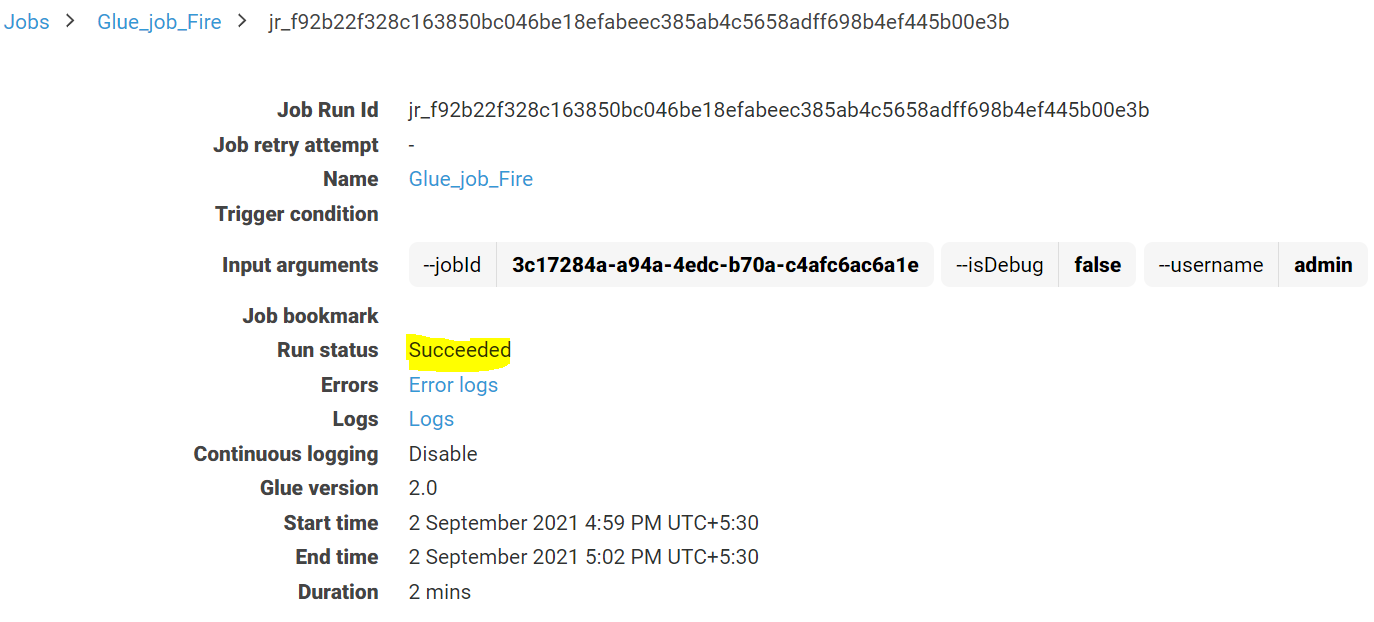 Jobs > Glue_job_Fire > jr_f92b22f328c163850bc046be18efabeec385ab4c5658adff698b4ef445b00e3b
Job Run Id jr_f92b22f328c163850bc046be18efabeec385ab4c5658adff698b4ef445b00e3b
Job retry attempt -
Name Glue_job_Fire
Trigger condition
Input arguments --jobId 3c17284a-a94a-4edc-b70a-c4afc6ac6a1e --isDebug false --username admin
Job bookmark
Run status Succeeded
Errors Error logs
Logs Logs
Continuous logging Disable
Glue version 2.0
Start time 2 September 2021 4:59 PM UTC+5:30
End time 2 September 2021 5:02 PM UTC+5:30
Duration 2 mins